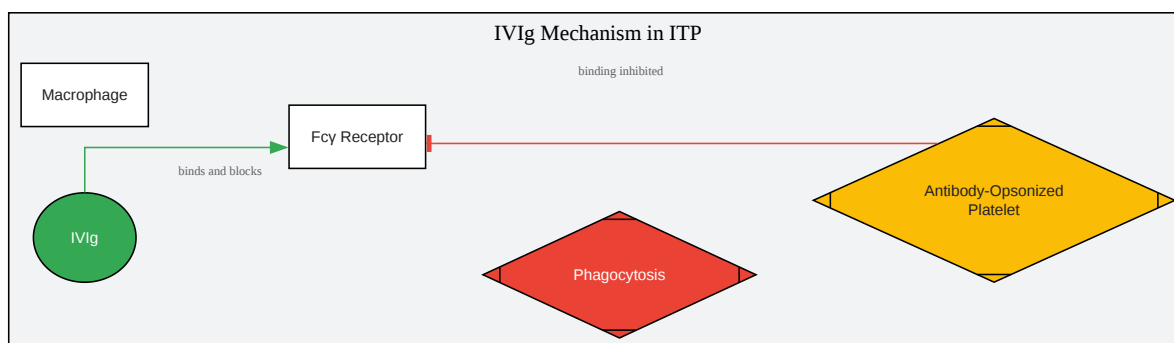 IVIg Mechanism in ITP
binding inhibited
Macrophage
Fcγ Receptor
binds and blocks
IVIg
Antibody-Opsonized
Platelet
Phagocytosis